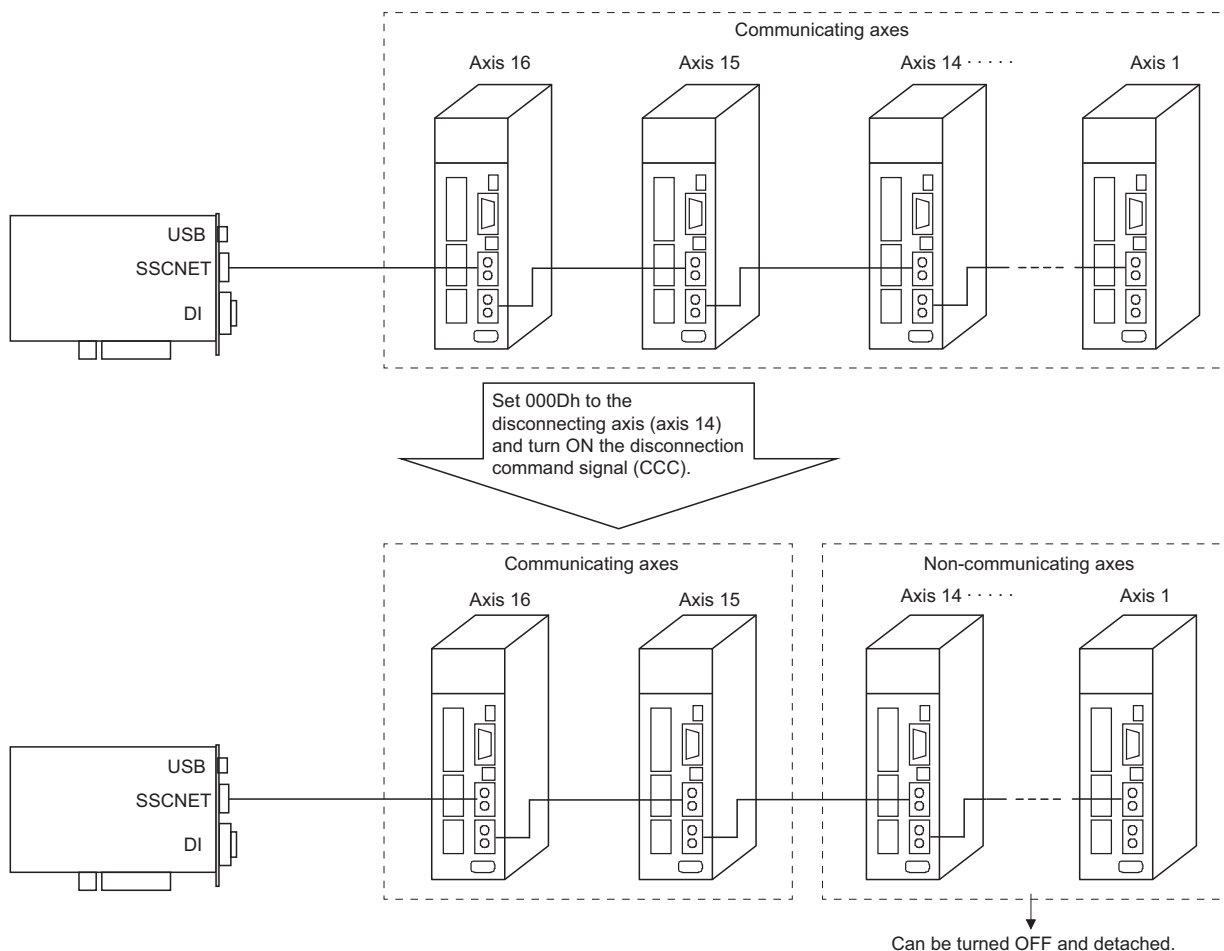 Communicating axes
Axis 16
Axis 15
Axis 14 · · · · ·
Axis 1
USB
SSCNET
DI
Set 000Dh to the
disconnecting axis (axis 14)
and turn ON the disconnection
command signal (CCC).
Communicating axes
Non-communicating axes
Axis 16
Axis 15
Axis 14 · · · · ·
Axis 1
USB
SSCNET
DI
Can be turned OFF and detached.